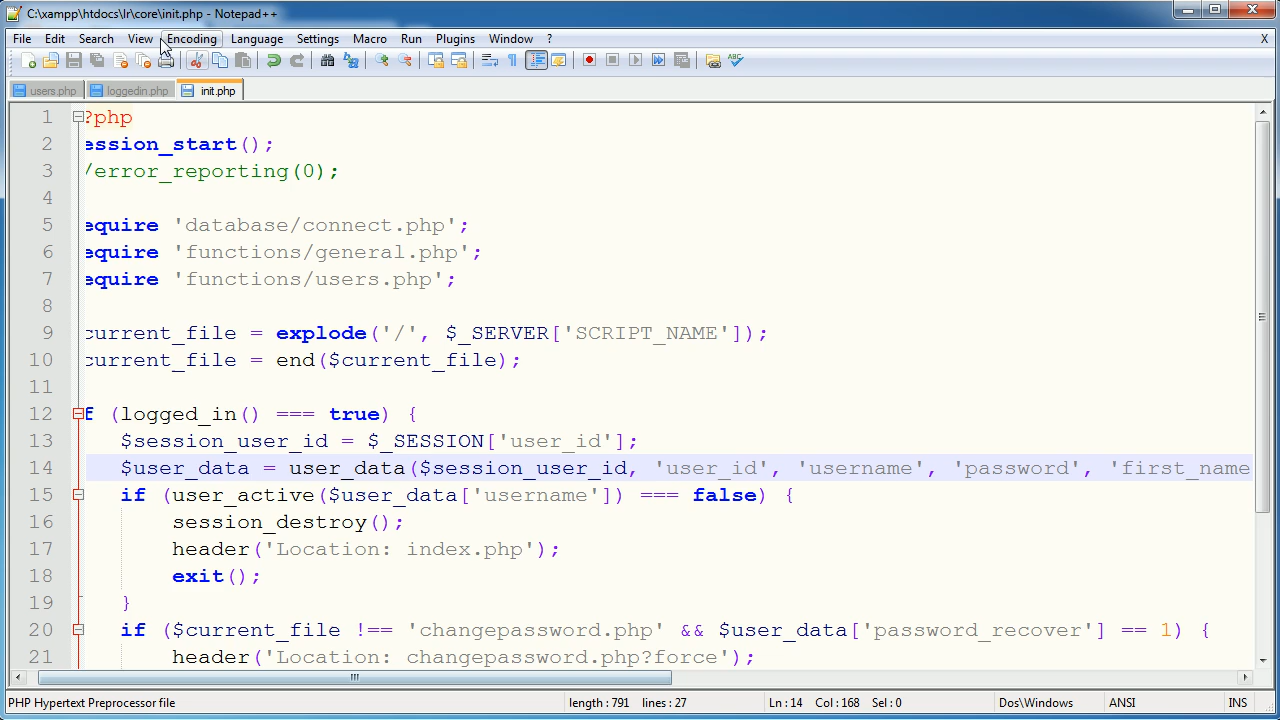 C:\xampp\htdocs\lr\core\init.php - Notepad++
File Edit Search View Encoding Language Settings Macro Run Plugins Window ? X
users.php loggedin.php init.php
1 ?php
2 ession_start();
3 /error_reporting(0);
4
5 equire 'database/connect.php';
6 equire 'functions/general.php';
7 equire 'functions/users.php';
8
9 current_file = explode('/', $_SERVER['SCRIPT_NAME']);
10 current_file = end($current_file);
11
12 f (logged_in() === true) {
13 $session_user_id = $_SESSION['user_id'];
14 $user_data = user_data($session_user_id, 'user_id', 'username', 'password', 'first_name
15 if (user_active($user_data['username']) === false) {
16 session_destroy();
17 header('Location: index.php');
18 exit();
19 }
20 if ($current_file !== 'changepassword.php' && $user_data['password_recover'] == 1) {
21 header('Location: changepassword.php?force');
PHP Hypertext Preprocessor file length : 791 lines : 27 Ln : 14 Col : 168 Sel : 0 Dos\Windows ANSI INS